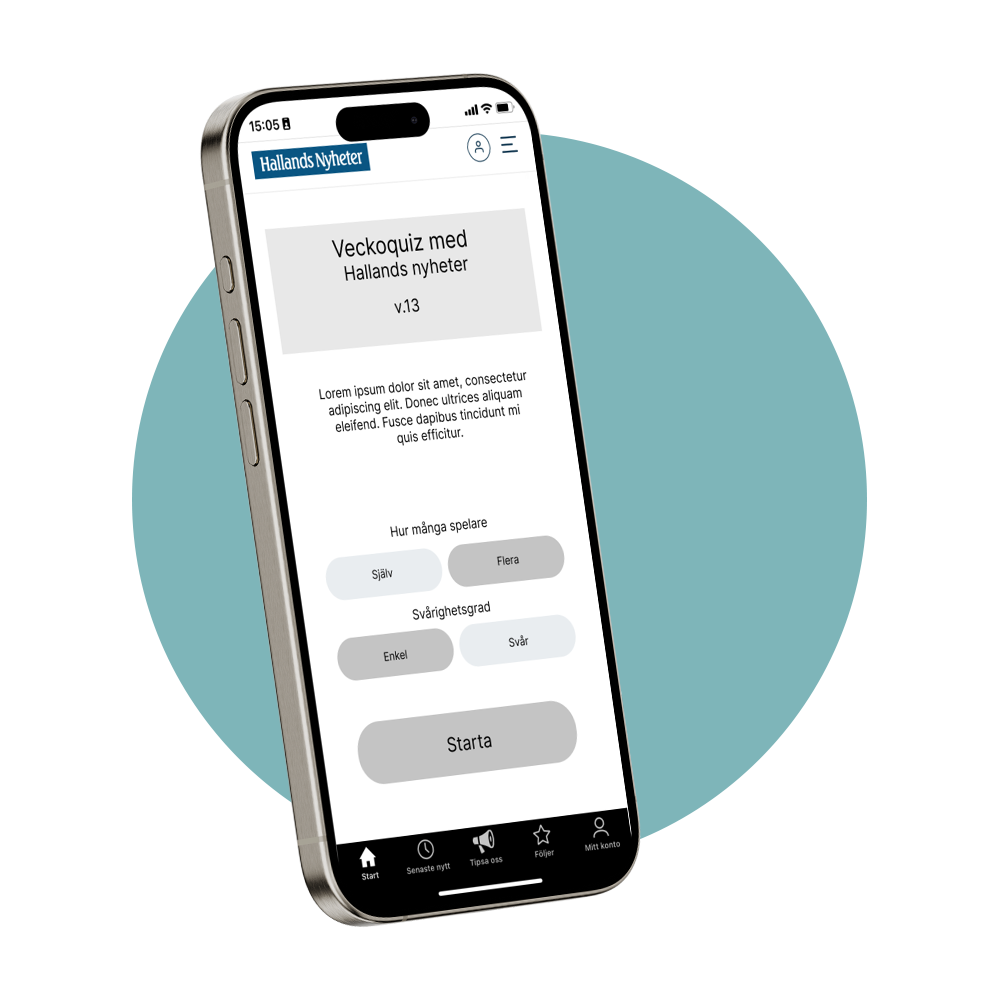 15:05
Hallands Nyheter
Veckoquiz med
Hallands nyheter
v.13
Lorem ipsum dolor sit amet, consectetur
adipiscing elit. Donec ultrices aliquam
eleifend. Fusce dapibus tincidunt mi
quis efficitur.
Hur många spelare
Själv
Flera
Svårighetsgrad
Enkel
Svår
Starta
Start
Senaste nytt
Tipsa oss
Följer
Mitt konto